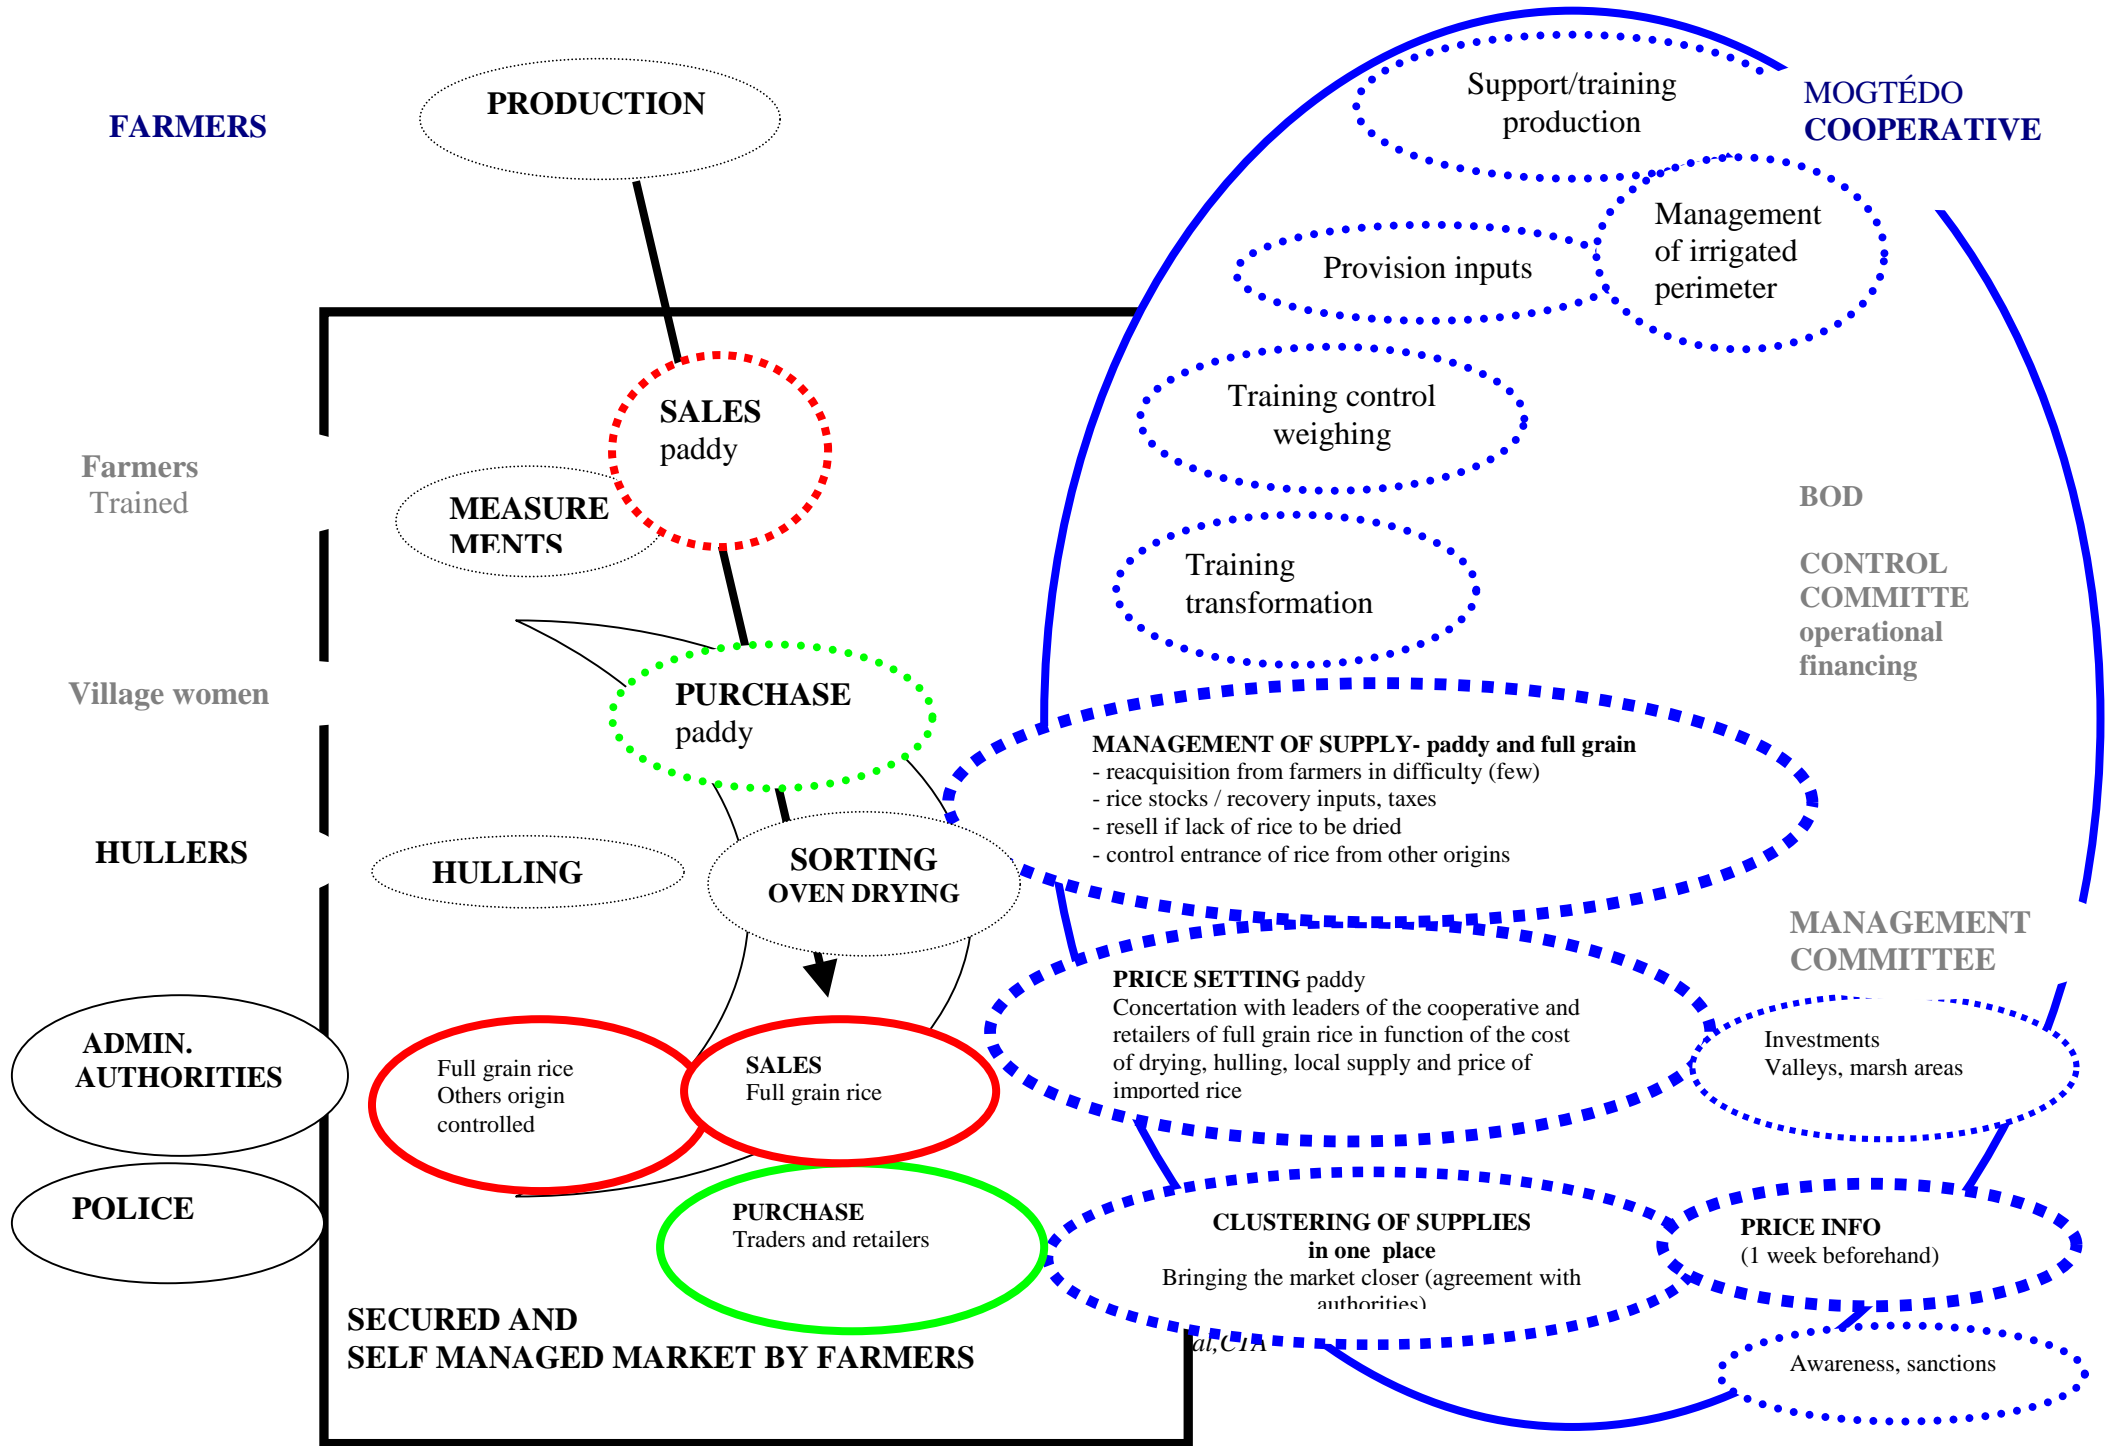 FARMERS
PRODUCTION
Support/training
production
MOGTÉDO
COOPERATIVE
Management
of irrigated
perimeter
Provision inputs
Training control
weighing
SALES
paddy
Farmers
Trained
MEASURE
MENTS
BOD
CONTROL
COMMITTE
operational
financing
Training
transformation
Village women
PURCHASE
paddy
MANAGEMENT OF SUPPLY- paddy and full grain
- reacquisition from farmers in difficulty (few)
- rice stocks / recovery inputs, taxes
- resell if lack of rice to be dried
- control entrance of rice from other origins
HULLERS
HULLING
SORTING
OVEN DRYING
MANAGEMENT
COMMITTEE
PRICE SETTING paddy
Concertation with leaders of the cooperative and
retailers of full grain rice in function of the cost
of drying, hulling, local supply and price of
imported rice
Investments
Valleys, marsh areas
ADMIN.
AUTHORITIES
Full grain rice
Others origin
controlled
SALES
Full grain rice
POLICE
PURCHASE
Traders and retailers
CLUSTERING OF SUPPLIES
in one place
Bringing the market closer (agreement with
authorities)
PRICE INFO
(1 week beforehand)
SECURED AND
SELF MANAGED MARKET BY FARMERS
al,CTA
Awareness, sanctions